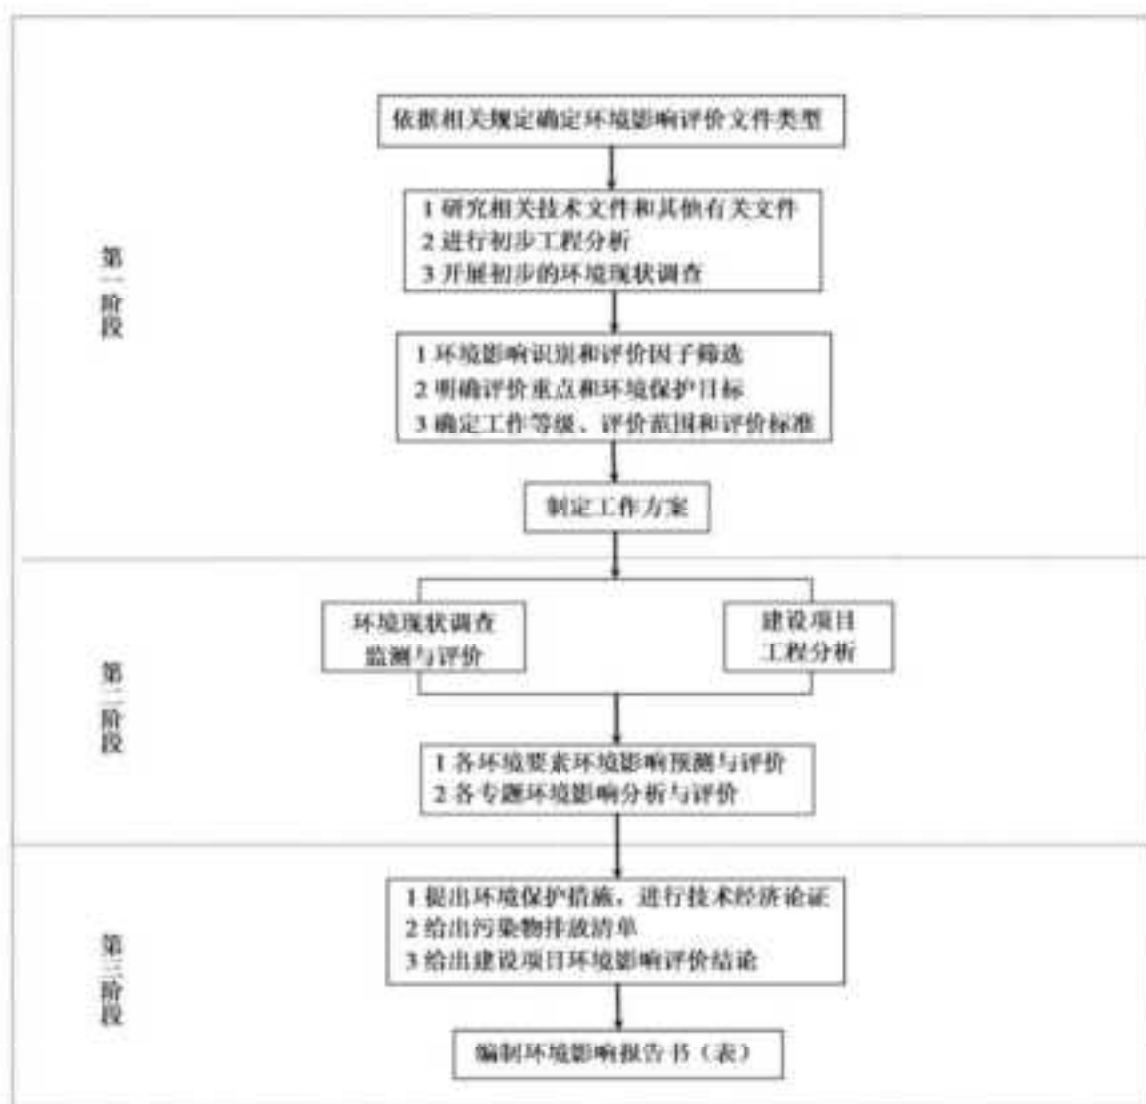 依据相关规定确定环境影响评价文件类型
1 研究相关技术文件和其他有关文件
2 进行初步工程分析
3 开展初步的环境现状调查
第一阶段
1 环境影响识别和评价因子筛选
2 明确评价重点和环境保护目标
3 确定工作等级、评价范围和评价标准
制定工作方案
环境现状调查
监测与评价
建设项目
工程分析
第二阶段
1 各环境要素环境影响预测与评价
2 各专题环境影响分析与评价
1 提出环境保护措施，进行技术经济论证
2 给出污染物排放清单
3 给出建设项目环境影响评价结论
第三阶段
编制环境影响报告书（表）